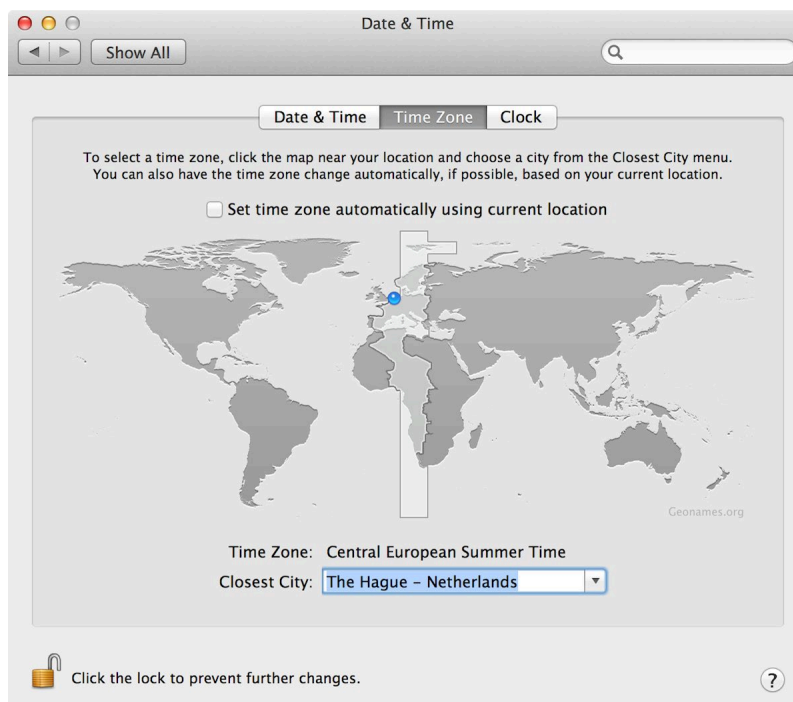 Date & Time
Show All
Date & Time Time Zone Clock
To select a time zone, click the map near your location and choose a city from the Closest City menu.
You can also have the time zone change automatically, if possible, based on your current location.
Set time zone automatically using current location
Geonames.org
Time Zone: Central European Summer Time
Closest City: The Hague – Netherlands
Click the lock to prevent further changes.
?